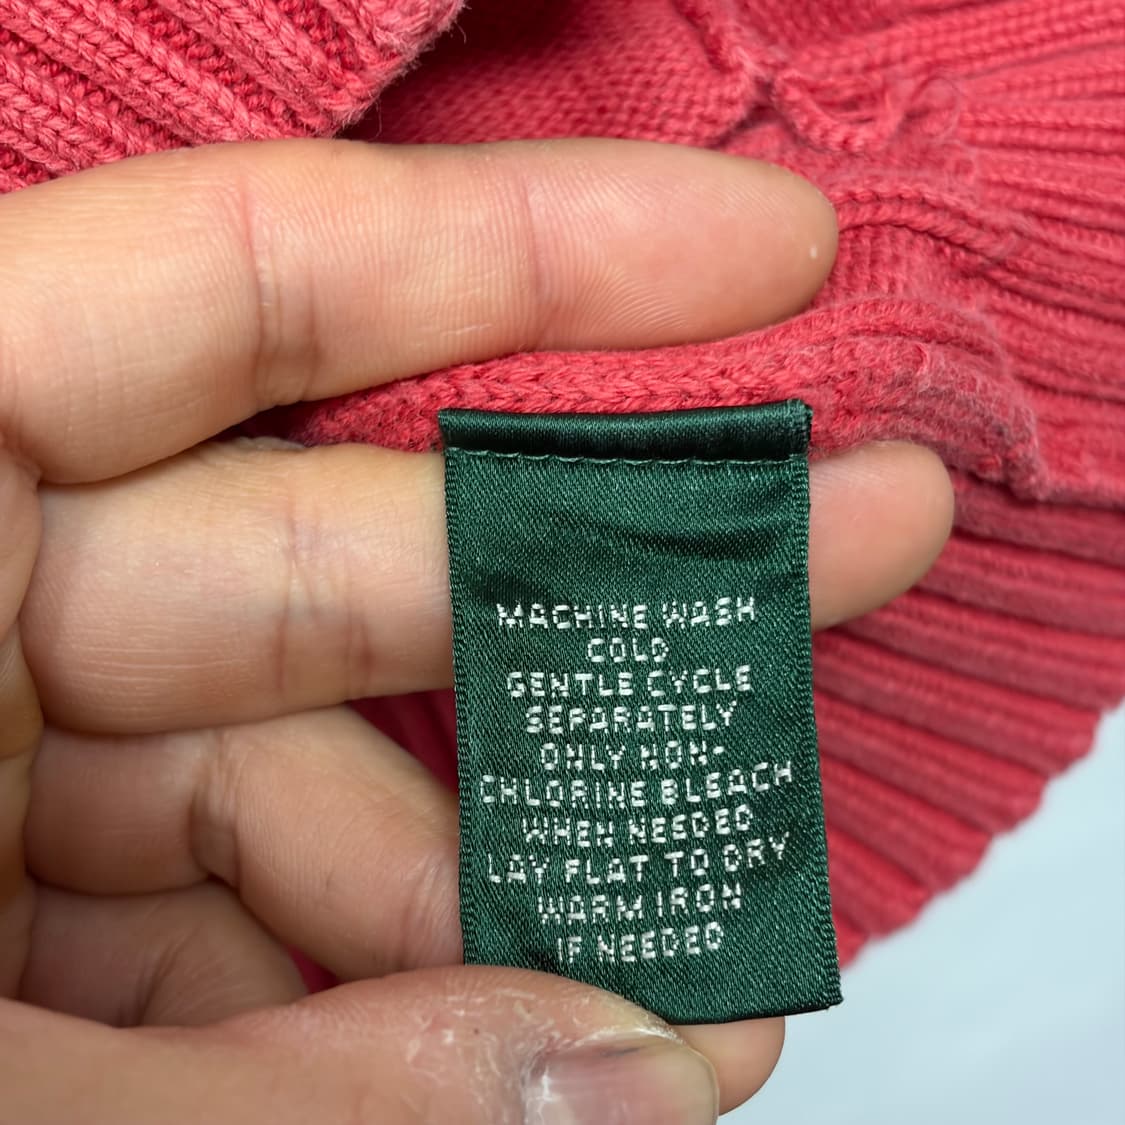 MACHINE WASH
COLD
GENTLE CYCLE
SEPARATELY
ONLY NON-
CHLORINE BLEACH
WHEN NEEDED
LAY FLAT TO DRY
WARM IRON
IF NEEDED